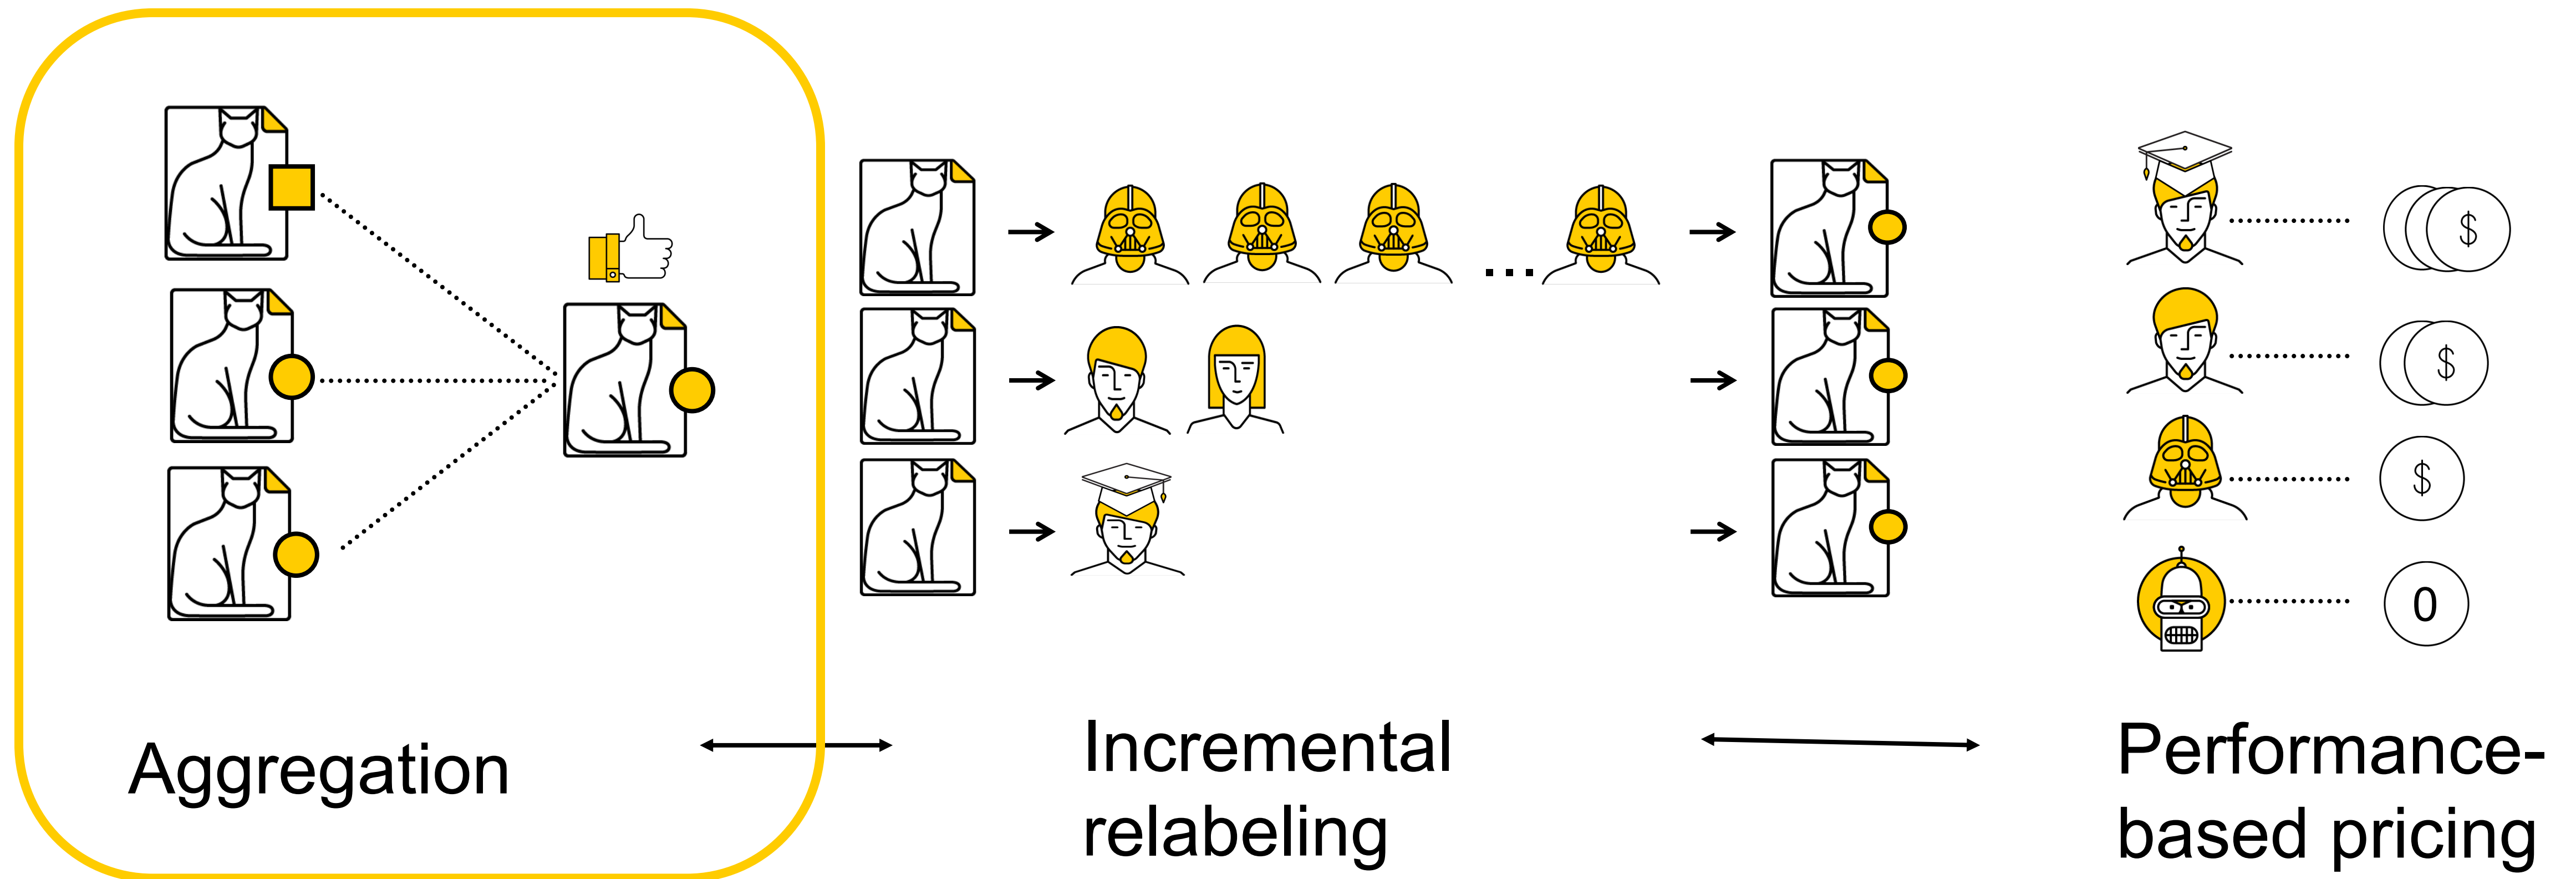 ...
$
$
$
0
Aggregation
Incremental
relabeling
Performance-
based pricing